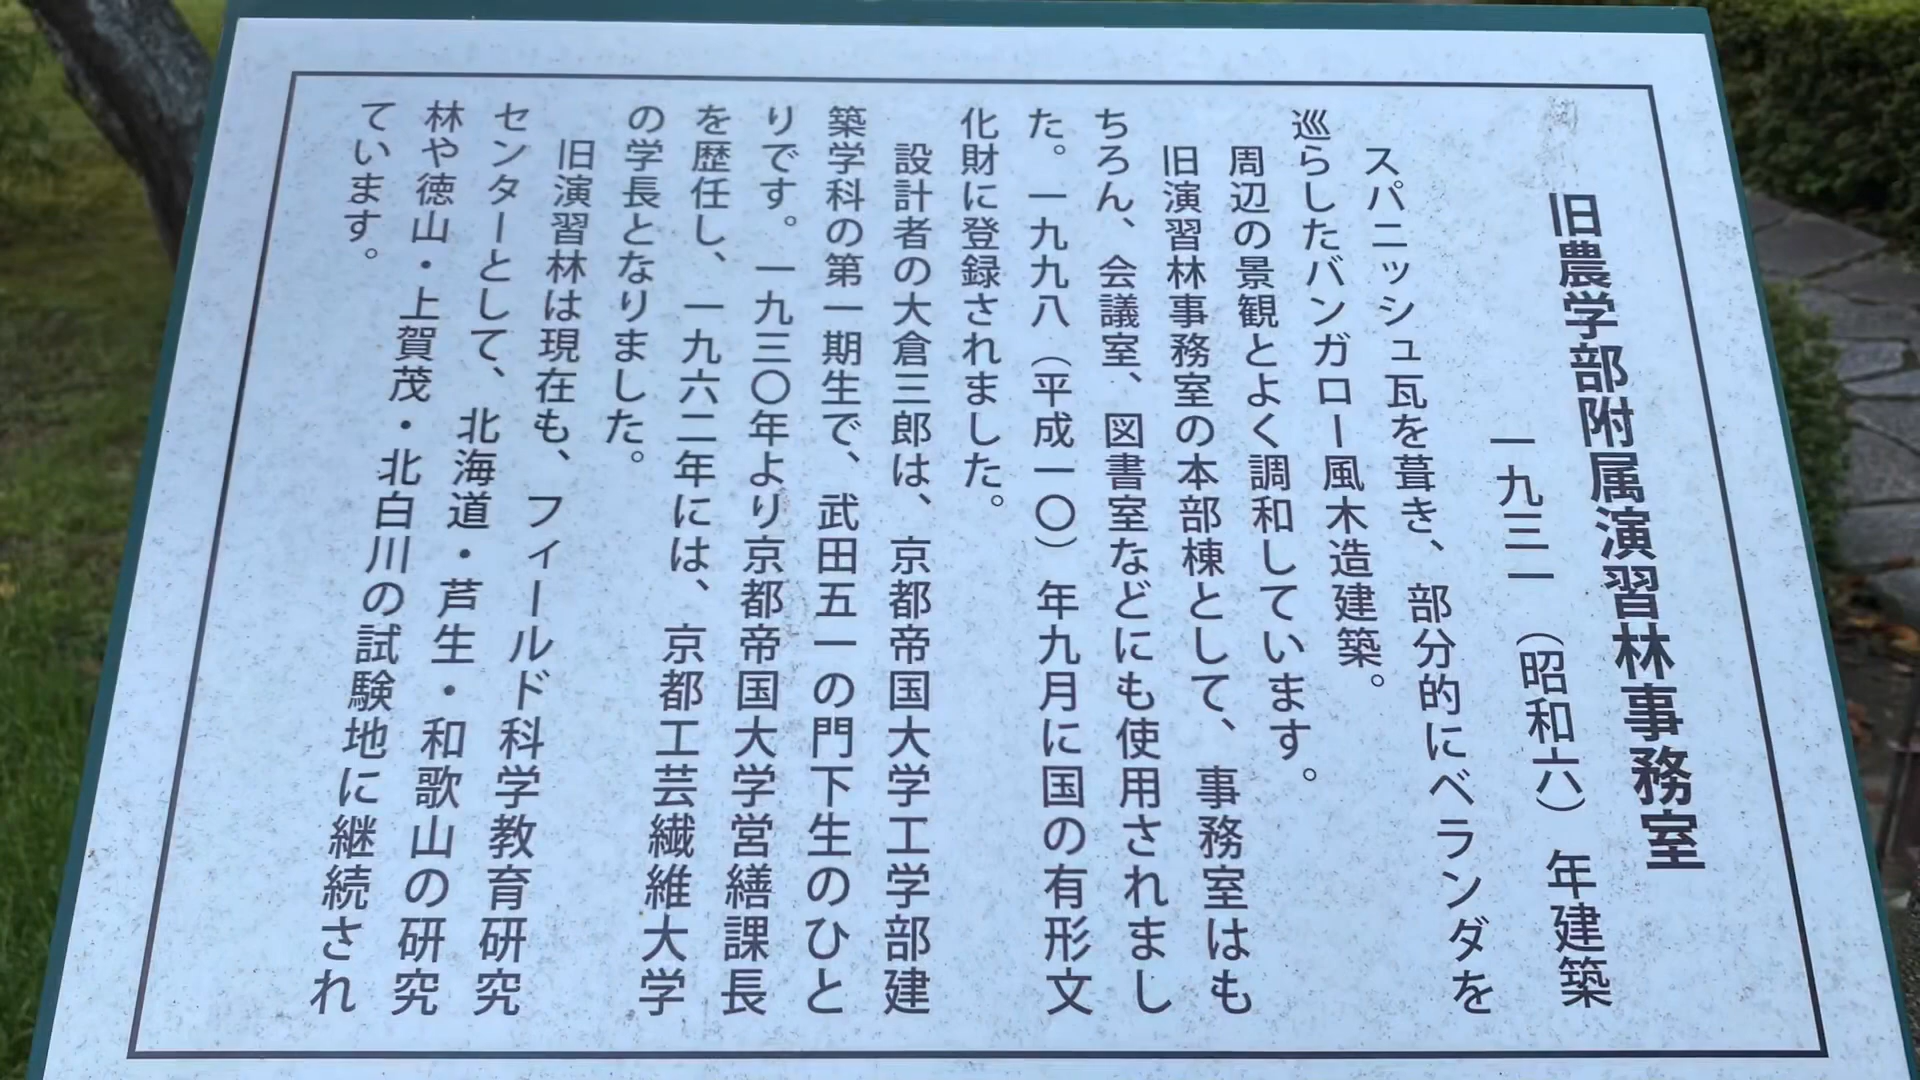 旧農学部附属演習林事務室
一九三一（昭和六）年建築
スパニッシュ瓦を葺き、部分的にベランダを
巡らしたバンガロー風木造建築。
周辺の景観とよく調和しています。
旧演習林事務室の本部棟として、事務室はも
ちろん、会議室、図書室などにも使用されまし
た。一九九八（平成一〇）年九月に国の有形文
化財に登録されました。
設計者の大倉三郎は、京都帝国大学工学部建
築学科の第一期生で、武田五一の門下生のひと
りです。一九三〇年より京都帝国大学営繕課長
を歴任し、一九六二年には、京都工芸繊維大学
の学長となりました。
旧演習林は現在も、フィールド科学教育研究
センターとして、北海道・芦生・和歌山の研究
林や徳山・上賀茂・北白川の試験地に継続され
ています。